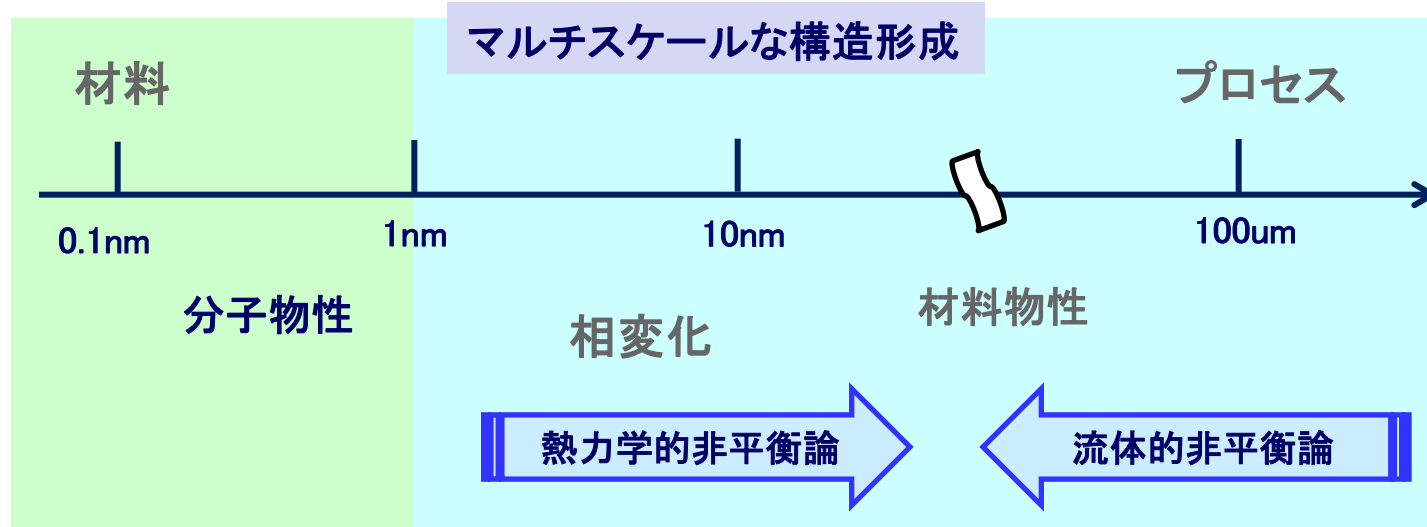 マルチスケールな構造形成
材料
プロセス
0.1nm
1nm
10nm
100um
分子物性
相変化
材料物性
熱力学的非平衡論
流体的非平衡論